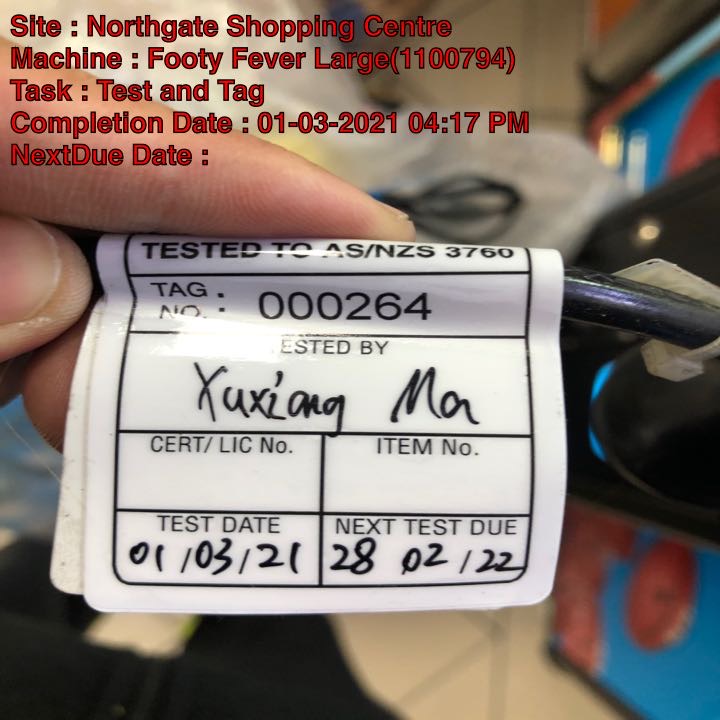 Site : Northgate Shopping Centre
Machine : Footy Fever Large(1100794)
Task : Test and Tag
Completion Date : 01-03-2021 04:17 PM
NextDue Date :
TESTED TO AS/NZS 3760
TAG NO. : 000264
TESTED BY
Yuxiang Ma
CERT/ LIC No. ITEM No.
TEST DATE NEXT TEST DUE
01/03/21 28 02/22